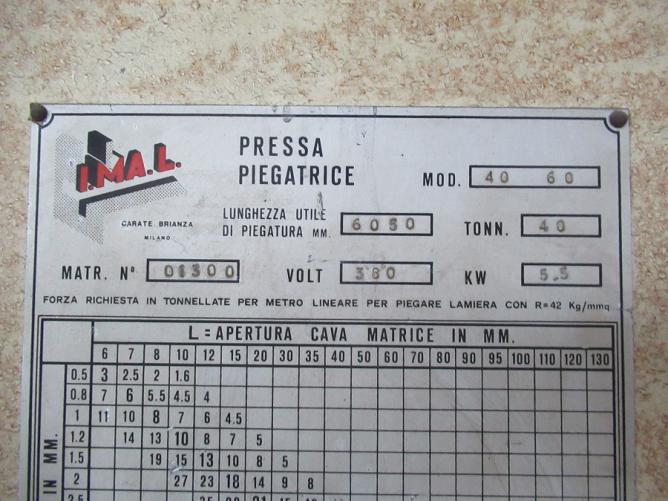 I.MA.L.
CARATE BRIANZA
MILANO
PRESSA
PIEGATRICE
MOD. 40 60
LUNGHEZZA UTILE
DI PIEGATURA MM. 6050
TONN. 40
MATR. N° 01300 VOLT 380 KW 5.5
FORZA RICHIESTA IN TONNELLATE PER METRO LINEARE PER PIEGARE LAMIERA CON R=42 Kg/mmq
L=APERTURA CAVA MATRICE IN MM.
6 7 8 10 12 15 20 30 35 40 50 60 70 80 90 95 100 110 120 130
0.5 3 2.5 2 1.6
0.8 7 6 5.5 4.5 4
1 11 10 8 7 6 4.5
1.2 14 13 10 8 7 5
1.5 19 15 13 10 8 5
2 27 23 18 14 9 8
IN MM.